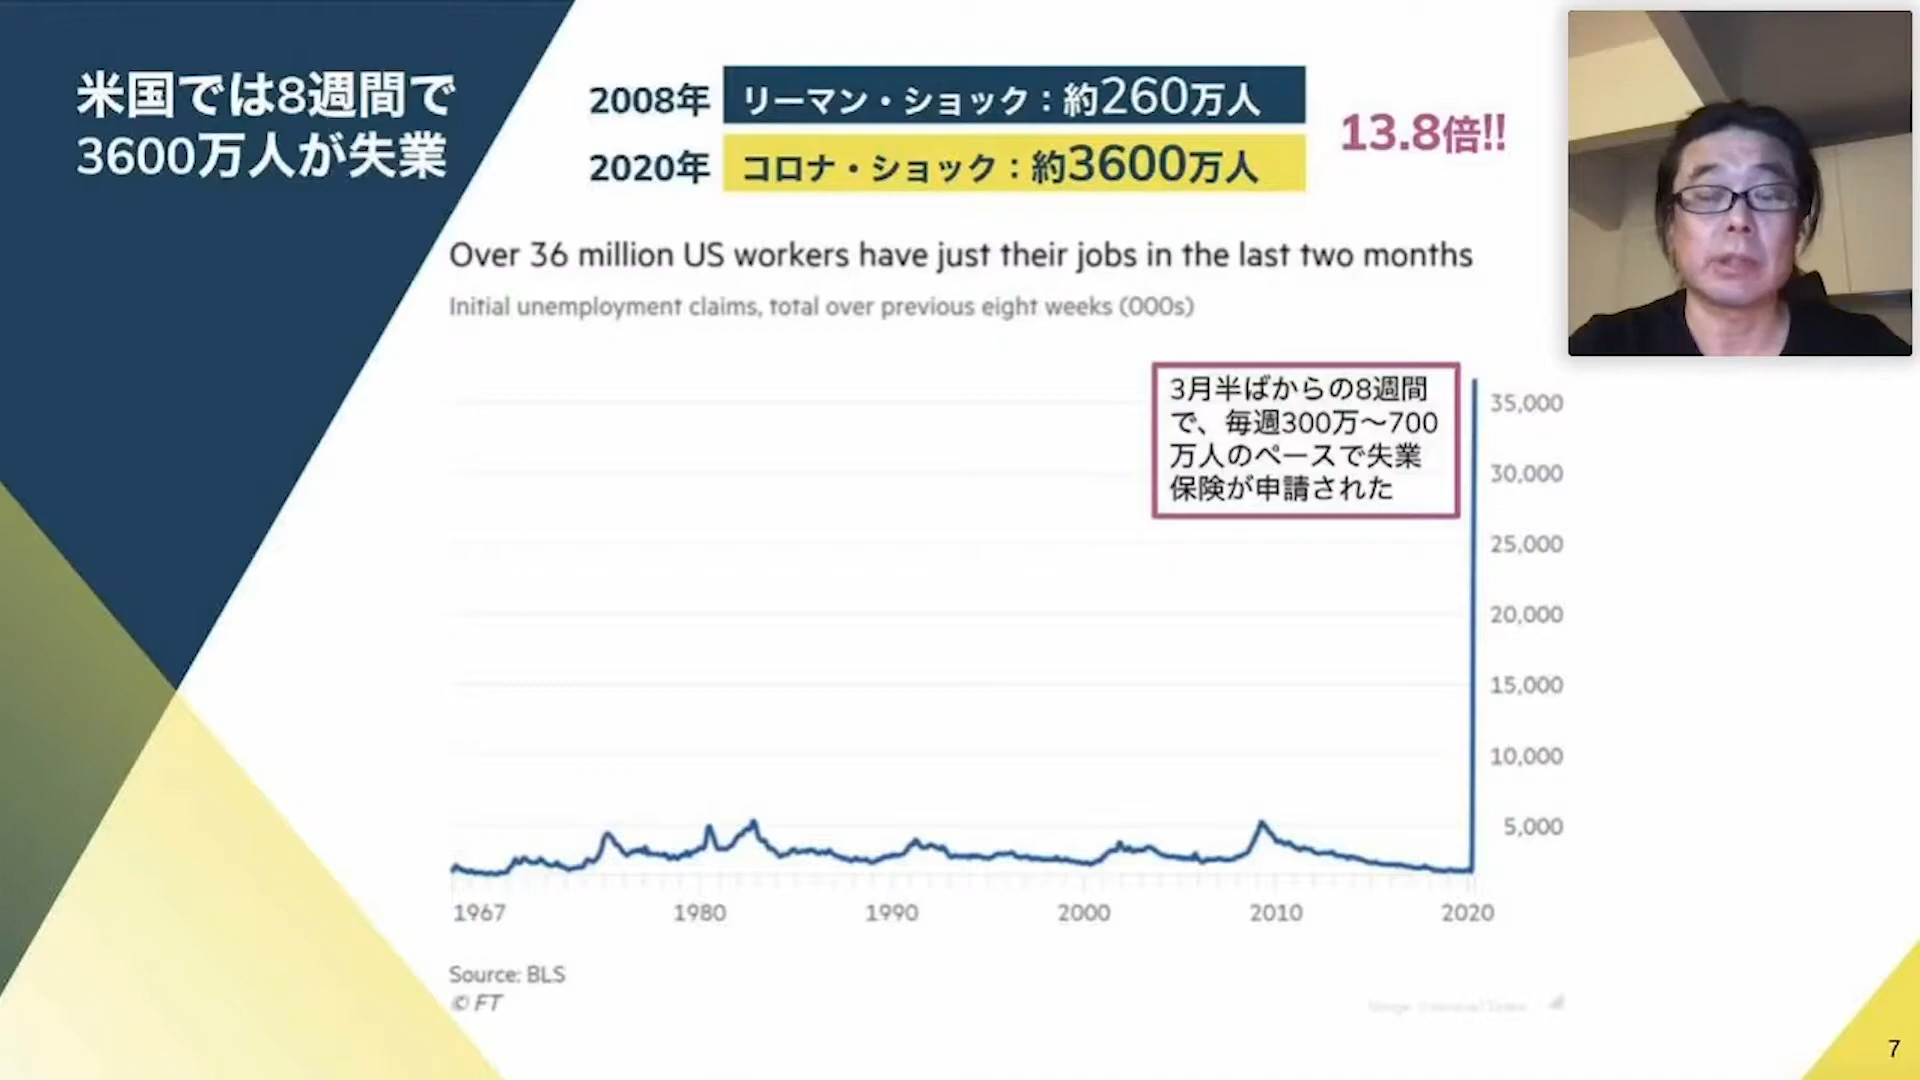 米国では8週間で
3600万人が失業
2008年 リーマン・ショック：約260万人
2020年 コロナ・ショック：約3600万人
13.8倍!!
Over 36 million US workers have just their jobs in the last two months
Initial unemployment claims, total over previous eight weeks (000s)
3月半ばからの8週間
で、毎週300万〜700
万人のペースで失業
保険が申請された
35,000
30,000
25,000
20,000
15,000
10,000
5,000
1967 1980 1990 2000 2010 2020
Source: BLS
© FT
7